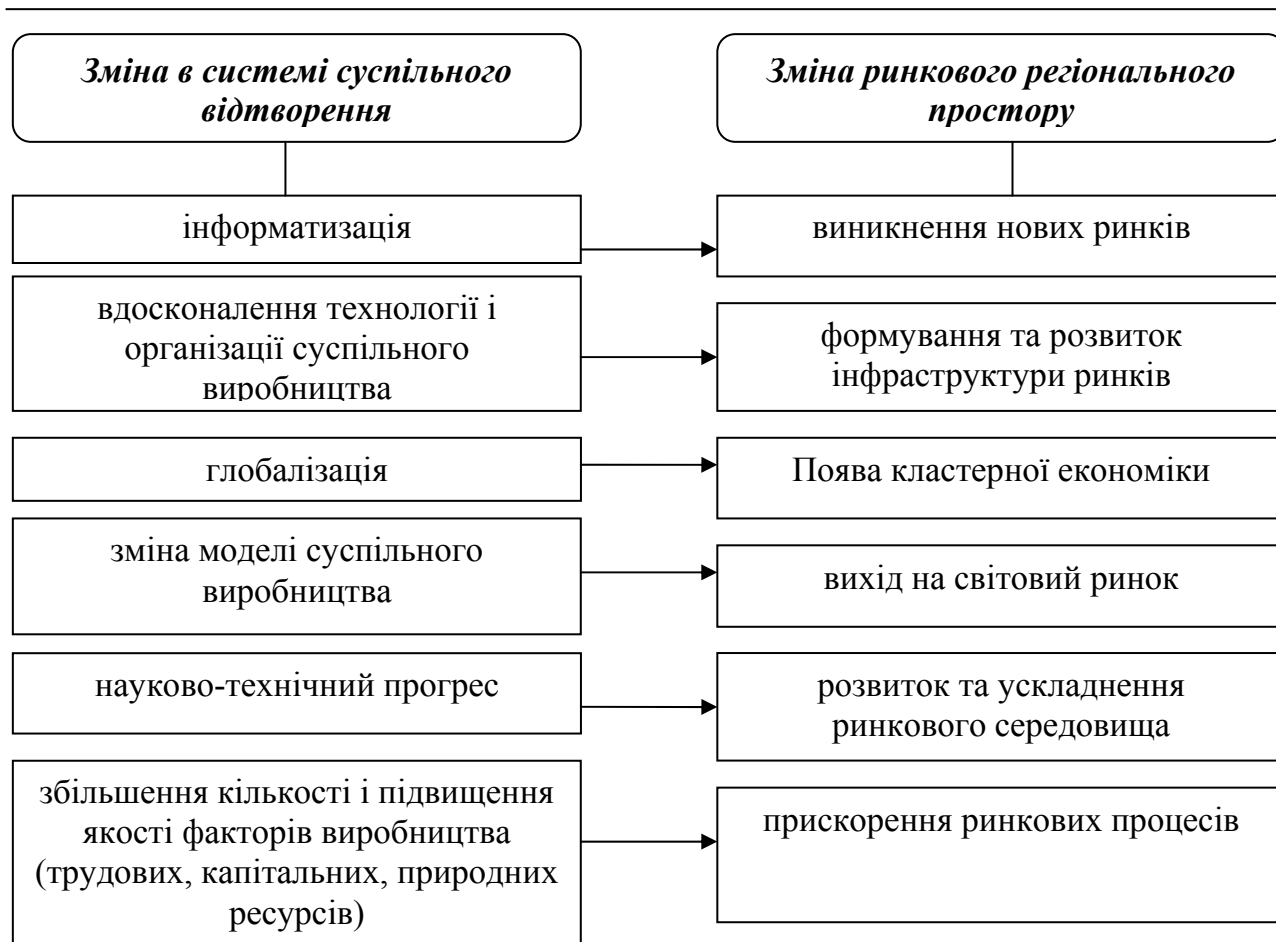 Зміна в системі суспільного
відтворення
Зміна ринкового регіонального
простору
інформатизація
виникнення нових ринків
вдосконалення технології і
організації суспільного
виробництва
формування та розвиток
інфраструктури ринків
глобалізація
Поява кластерної економіки
зміна моделі суспільного
виробництва
вихід на світовий ринок
науково-технічний прогрес
розвиток та ускладнення
ринкового середовища
збільшення кількості і підвищення
якості факторів виробництва
(трудових, капітальних, природних
ресурсів)
прискорення ринкових процесів